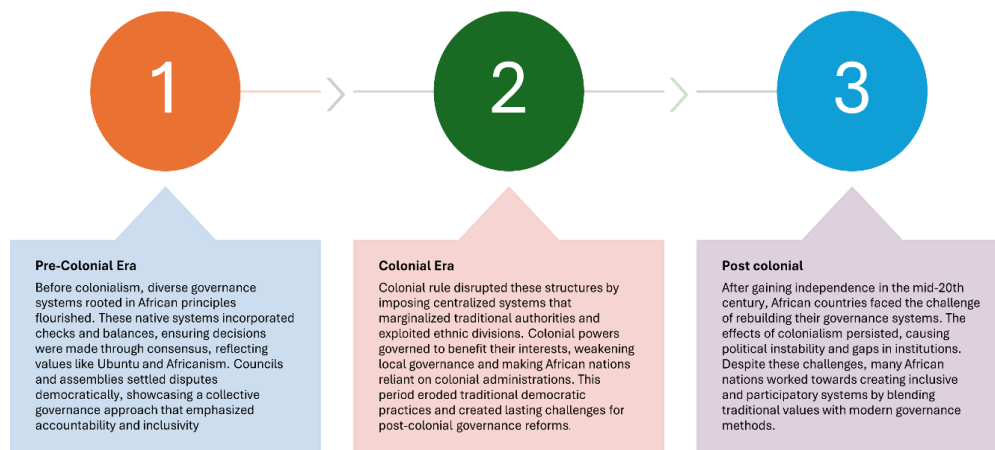 1
2
3
Pre-Colonial Era
Before colonialism, diverse governance
systems rooted in African principles
flourished. These native systems incorporated
checks and balances, ensuring decisions
were made through consensus, reflecting
values like Ubuntu and Africanism. Councils
and assemblies settled disputes
democratically, showcasing a collective
governance approach that emphasized
accountability and inclusivity
Colonial Era
Colonial rule disrupted these structures by
imposing centralized systems that
marginalized traditional authorities and
exploited ethnic divisions. Colonial powers
governed to benefit their interests, weakening
local governance and making African nations
reliant on colonial administrations. This
period eroded traditional democratic
practices and created lasting challenges for
post-colonial governance reforms.
Post colonial
After gaining independence in the mid-20th
century, African countries faced the challenge
of rebuilding their governance systems. The
effects of colonialism persisted, causing
political instability and gaps in institutions.
Despite these challenges, many African
nations worked towards creating inclusive
and participatory systems by blending
traditional values with modern governance
methods.